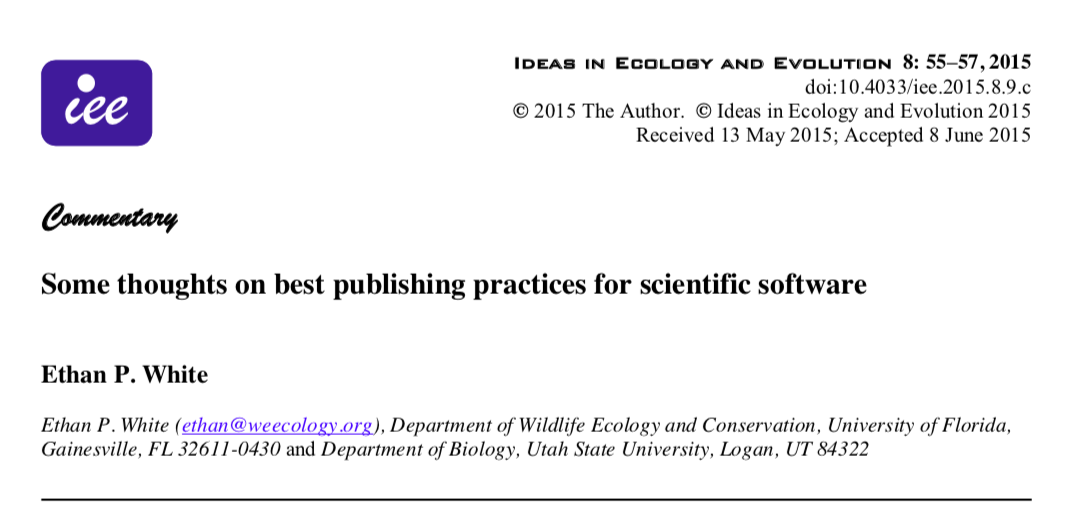 iee
IDEAS IN ECOLOGY AND EVOLUTION 8: 55–57, 2015
doi:10.4033/iee.2015.8.9.c
© 2015 The Author. © Ideas in Ecology and Evolution 2015
Received 13 May 2015; Accepted 8 June 2015
Commentary
Some thoughts on best publishing practices for scientific software
Ethan P. White
Ethan P. White (ethan@weecology.org), Department of Wildlife Ecology and Conservation, University of Florida,
Gainesville, FL 32611-0430 and Department of Biology, Utah State University, Logan, UT 84322